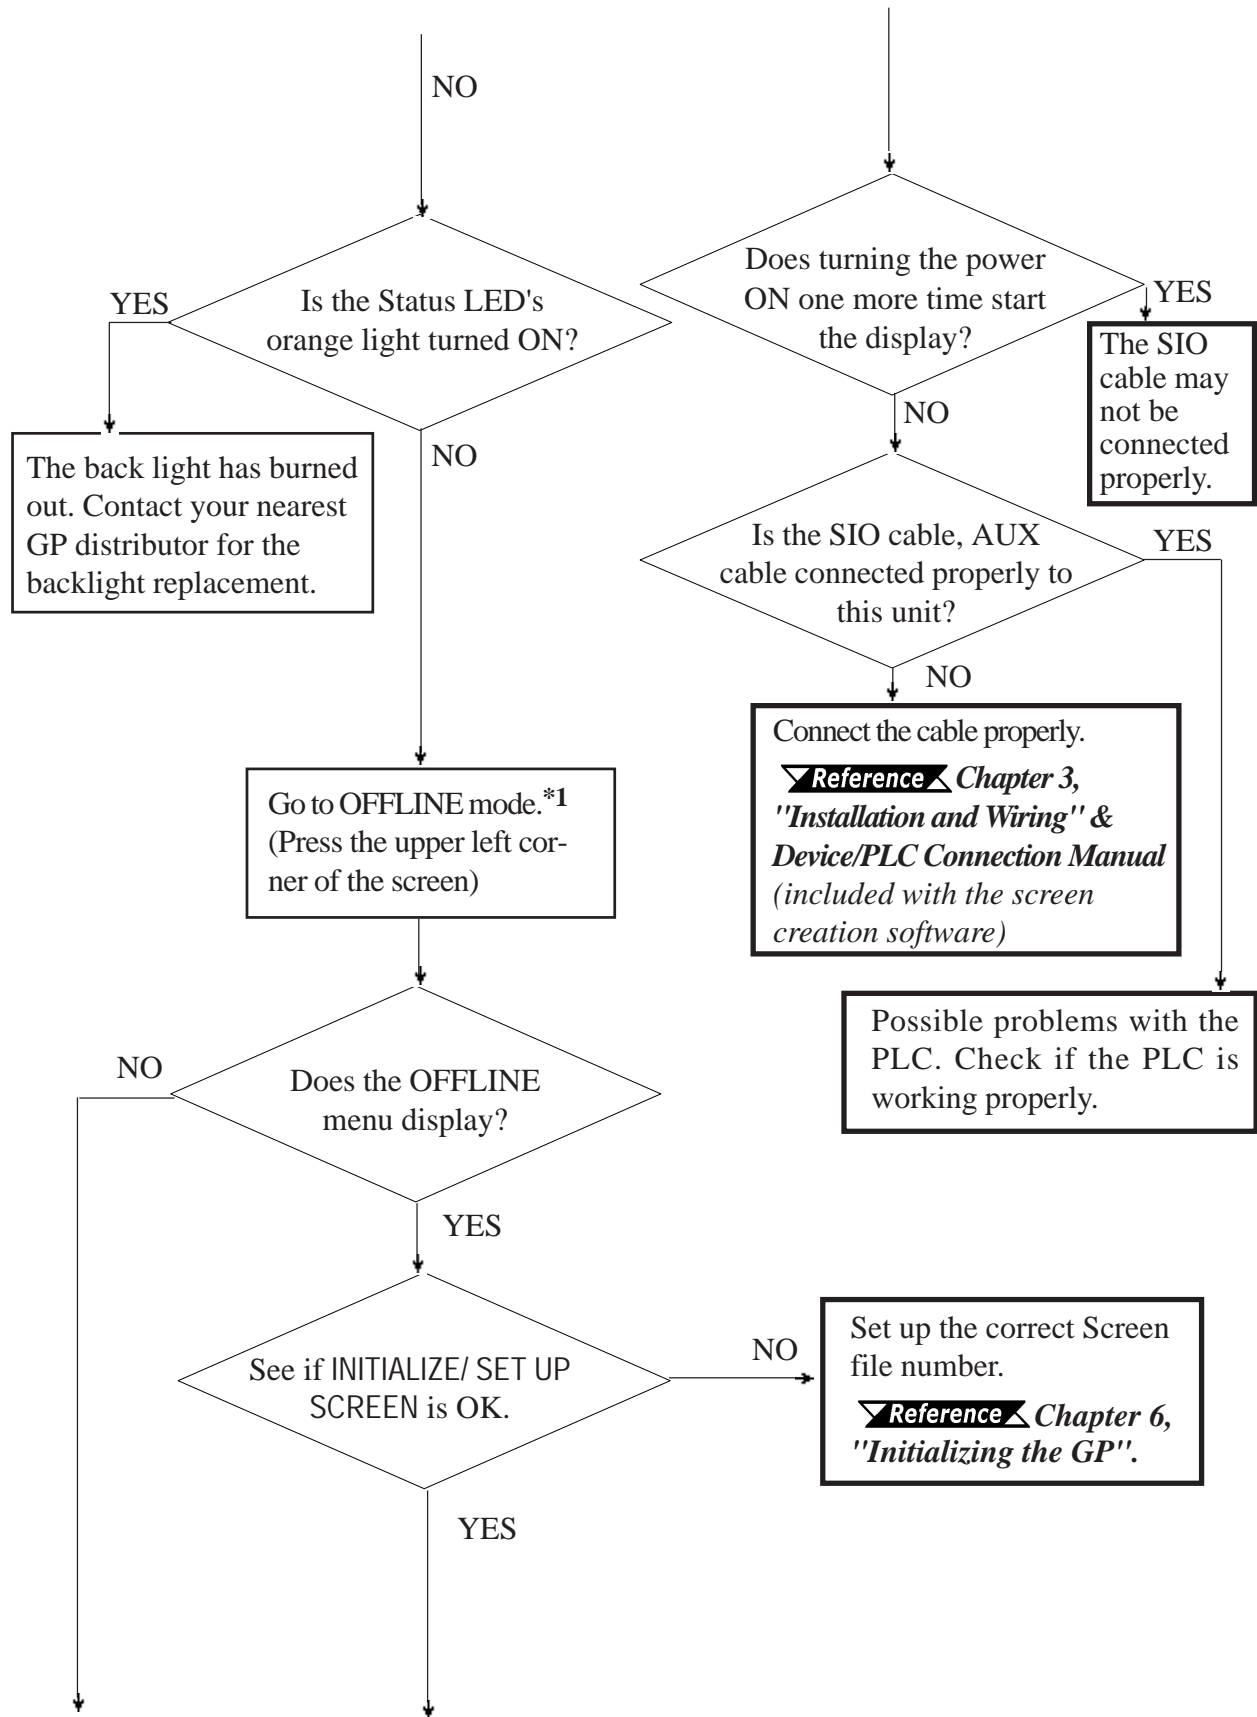 NO
Is the Status LED's
orange light turned ON?
YES
The back light has burned
out. Contact your nearest
GP distributor for the
backlight replacement.
NO
Go to OFFLINE mode.*1
(Press the upper left cor-
ner of the screen)
Does the OFFLINE
menu display?
NO
YES
See if INITIALIZE/ SET UP
SCREEN is OK.
NO
Set up the correct Screen
file number.
Reference Chapter 6,
"Initializing the GP".
YES
Does turning the power
ON one more time start
the display?
YES
The SIO
cable may
not be
connected
properly.
NO
Is the SIO cable, AUX
cable connected properly to
this unit?
YES
NO
Connect the cable properly.
Reference Chapter 3,
"Installation and Wiring" &
Device/PLC Connection Manual
(included with the screen
creation software)
Possible problems with the
PLC. Check if the PLC is
working properly.